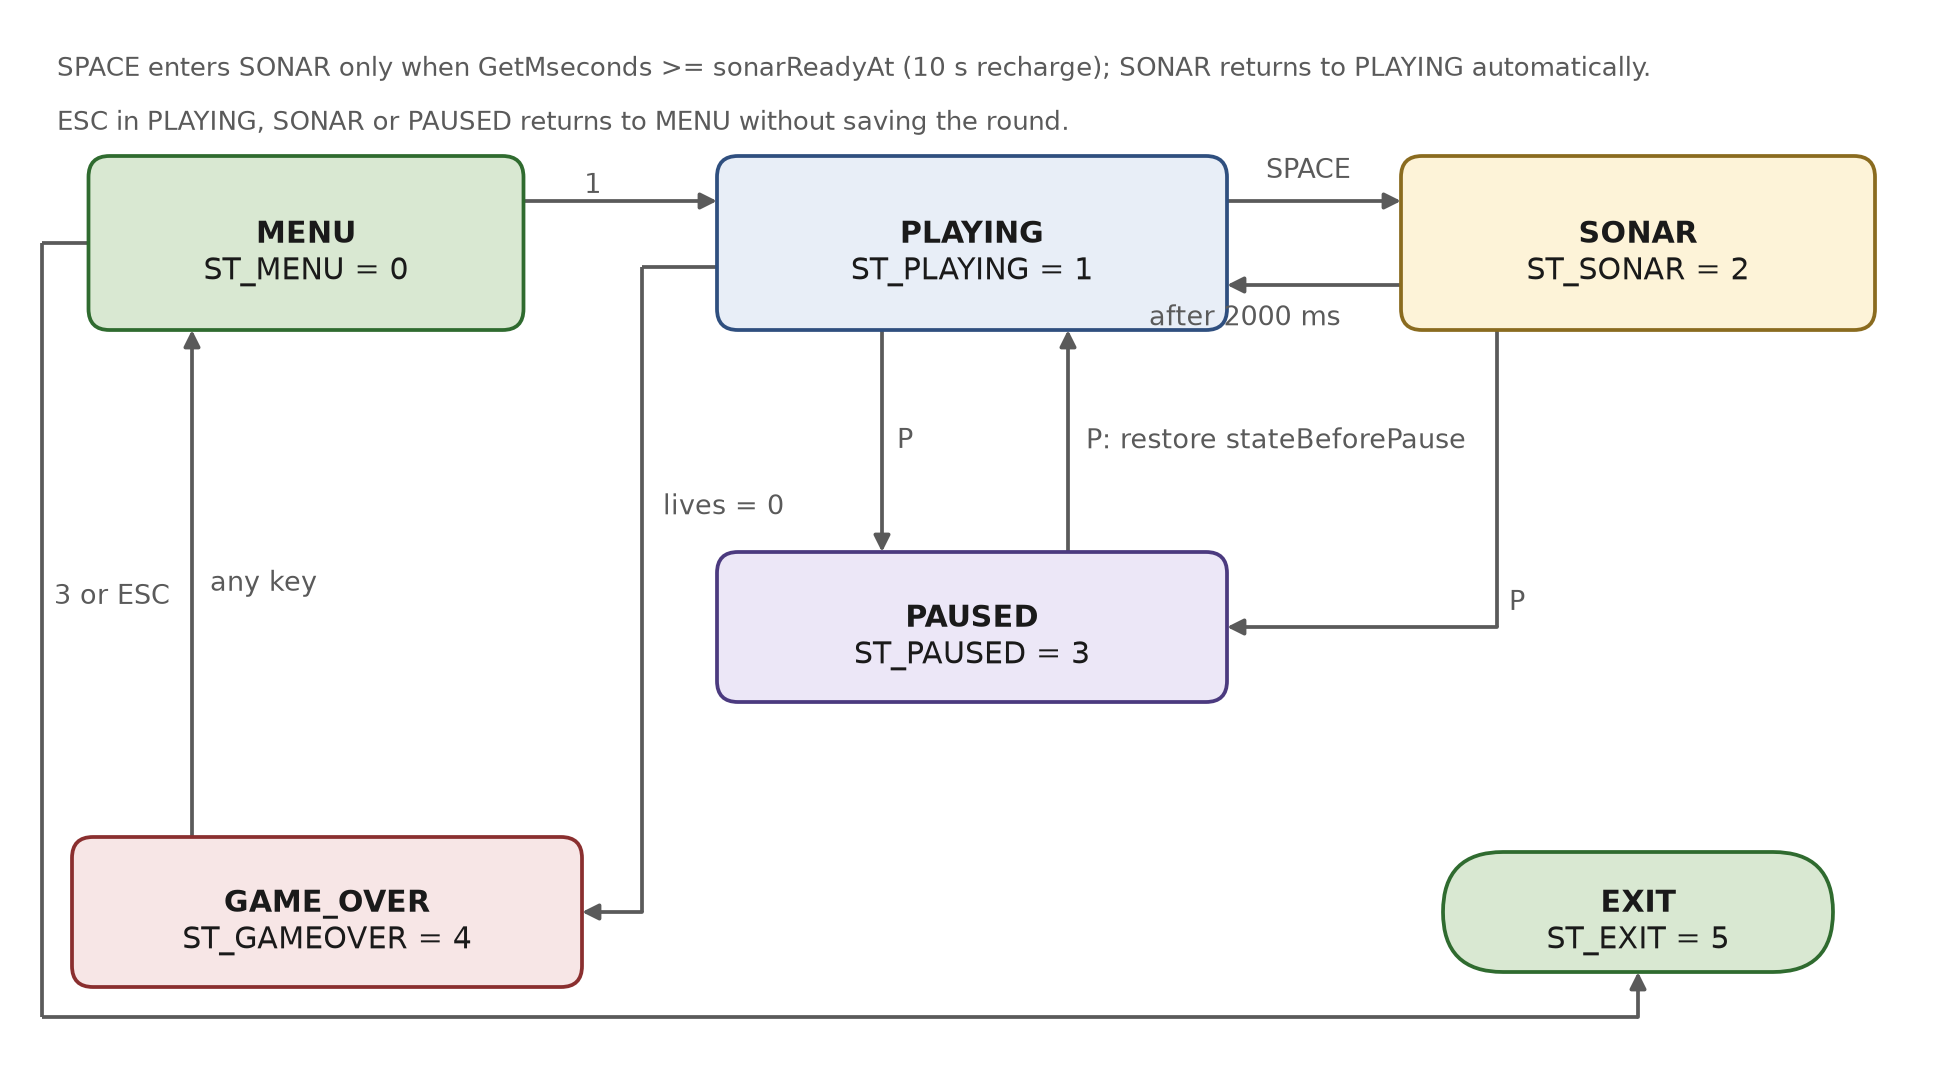 SPACE enters SONAR only when GetMseconds >= sonarReadyAt (10 s recharge); SONAR returns to PLAYING automatically.
ESC in PLAYING, SONAR or PAUSED returns to MENU without saving the round.
MENU
ST_MENU = 0
1
PLAYING
ST_PLAYING = 1
SPACE
SONAR
ST_SONAR = 2
after 2000 ms
P
P: restore stateBeforePause
lives = 0
3 or ESC
any key
P
PAUSED
ST_PAUSED = 3
GAME_OVER
ST_GAMEOVER = 4
EXIT
ST_EXIT = 5